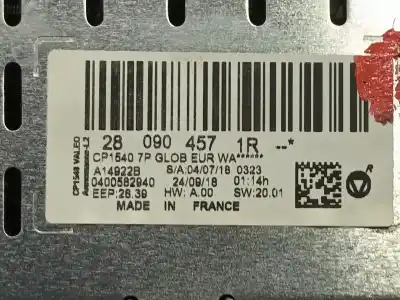 28 090 457 1R --*
CP1540 7P GLOB EUR WA******
A14922B S/A:04/07/18 0323
0400582940 24/09/18 01:14h
EEP:26.39 HW: A.00 SW:20.01
MADE IN FRANCE
CP1540 VALEO